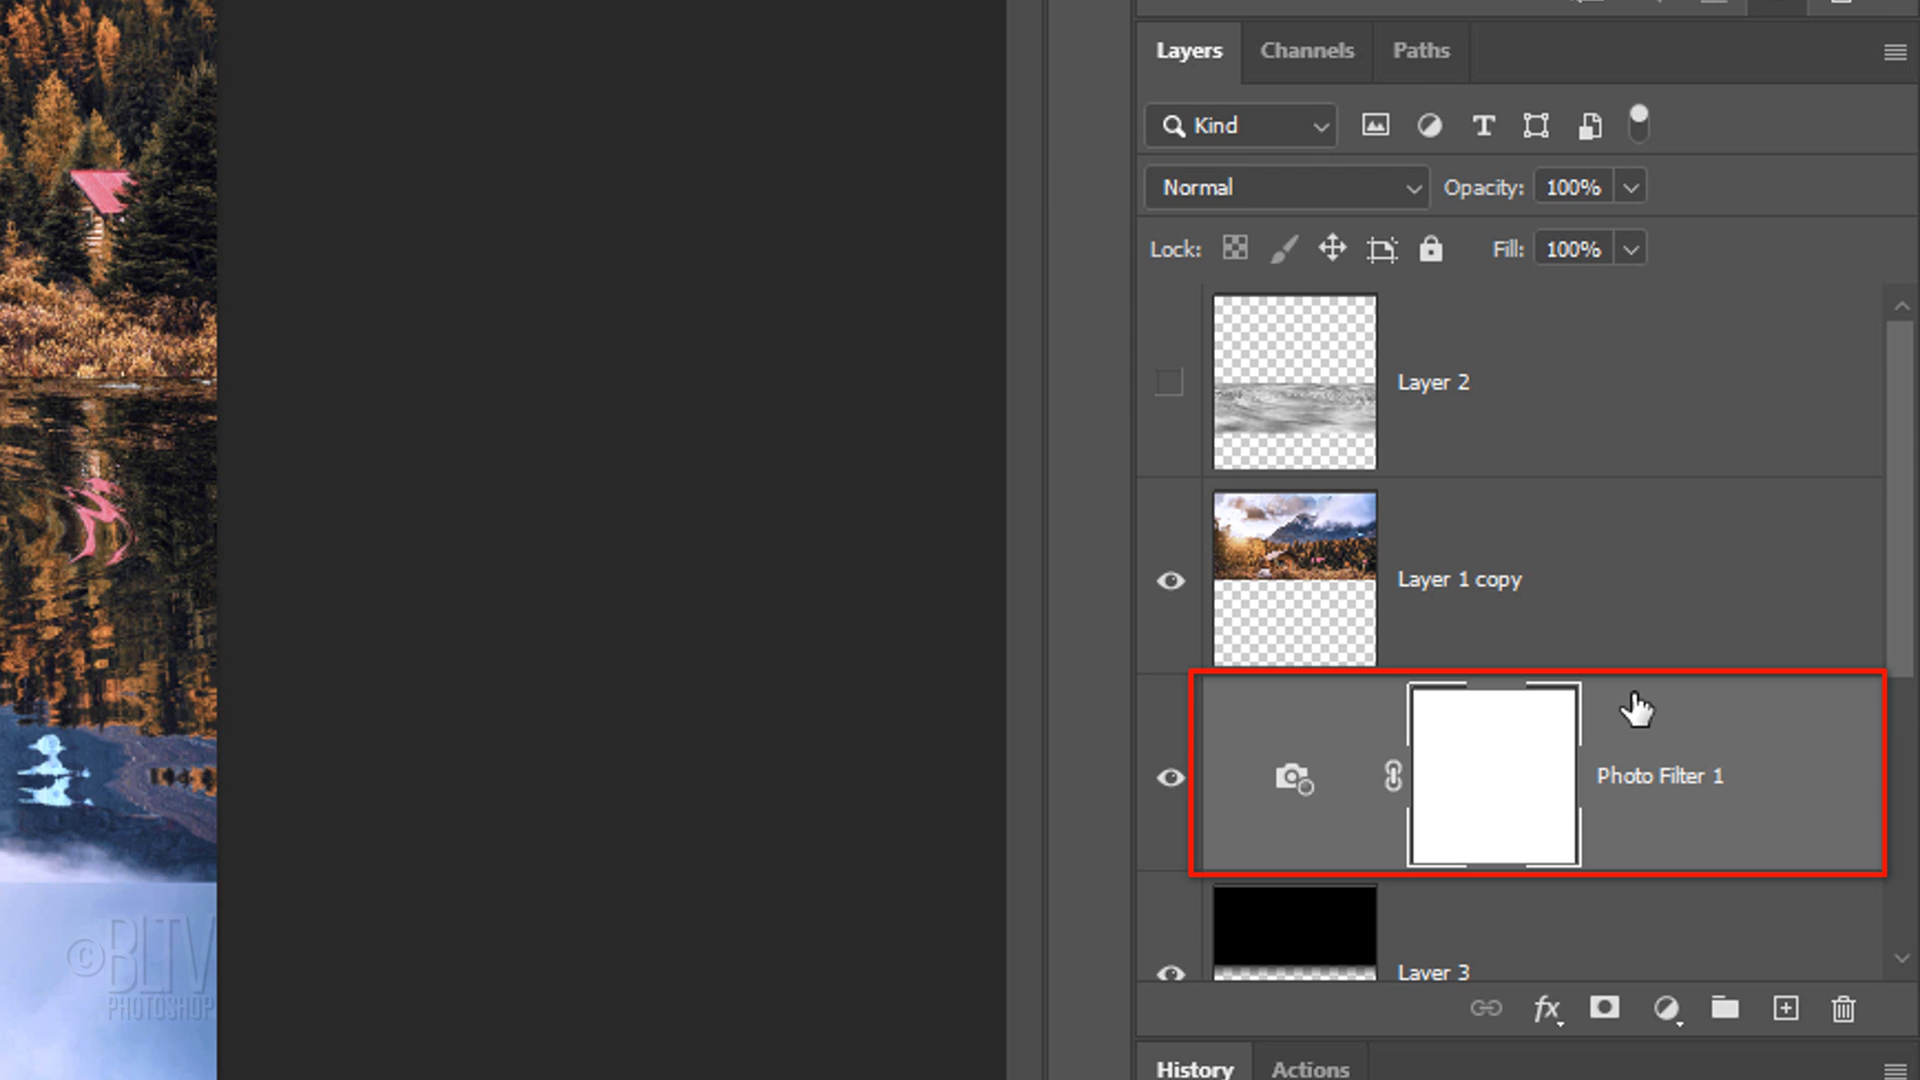 Layers Channels Paths
Kind
Normal Opacity: 100%
Lock: Fill: 100%
Layer 2
Layer 1 copy
Photo Filter 1
Layer 3
fx
History Actions
©BLTV
PHOTOSHOP